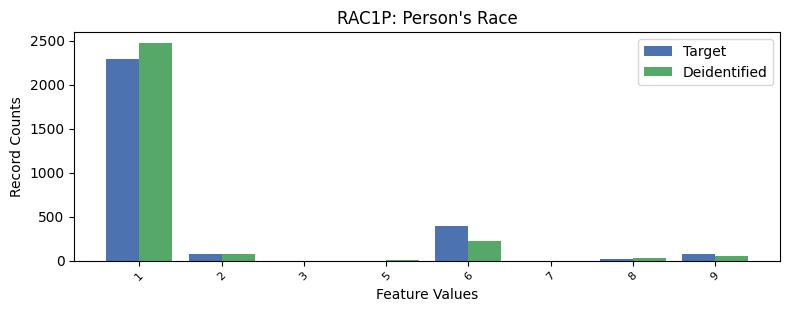 RAC1P: Person's Race
Record Counts
2500
2000
1500
1000
500
0
Target
Deidentified
1 2 3 5 6 7 8 9
Feature Values